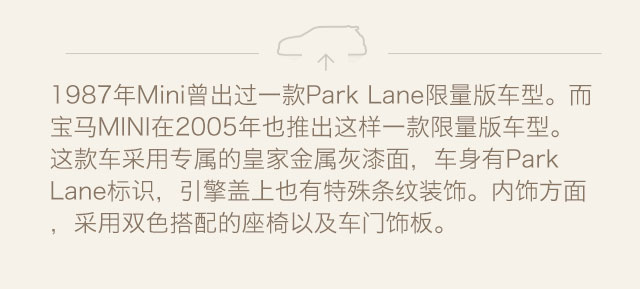 1987年Mini曾出过一款Park Lane限量版车型。而
宝马MINI在2005年也推出这样一款限量版车型。
这款车采用专属的皇家金属灰漆面，车身有Park
Lane标识，引擎盖上也有特殊条纹装饰。内饰方面
，采用双色搭配的座椅以及车门饰板。